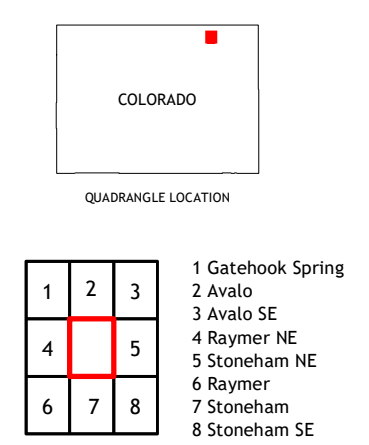 COLORADO
QUADRANGLE LOCATION
1 2 3
4 5
6 7 8
1 Gatehook Spring
2 Avalo
3 Avalo SE
4 Raymer NE
5 Stoneham NE
6 Raymer
7 Stoneham
8 Stoneham SE